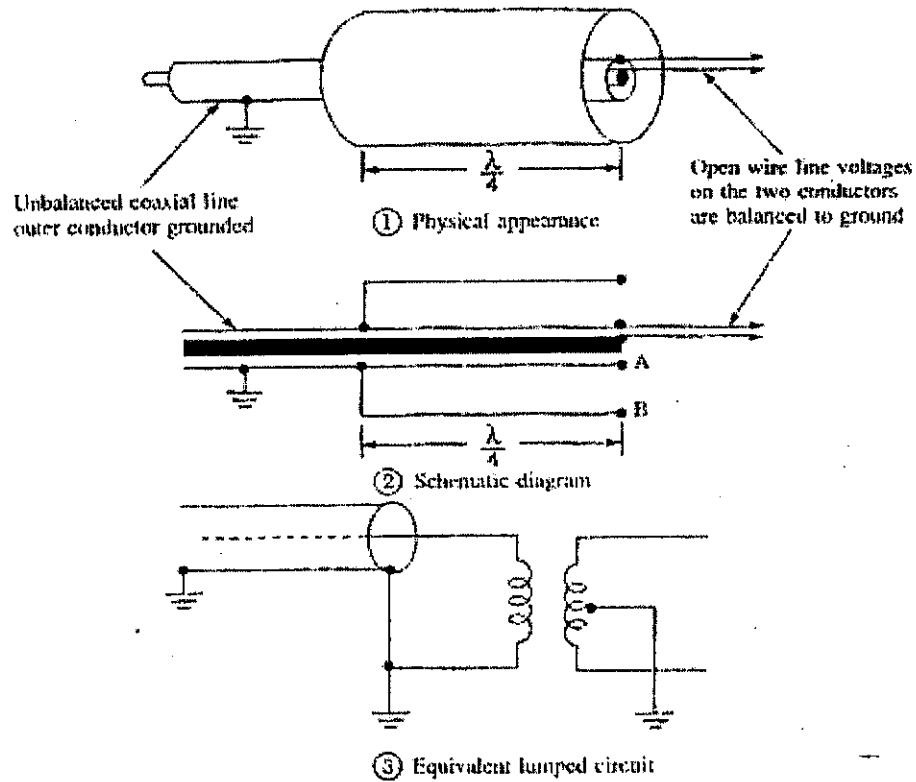 λ/4
Unbalanced coaxial line
outer conductor grounded
① Physical appearance
Open wire line voltages
on the two conductors
are balanced to ground
A
B
λ/4
② Schematic diagram
③ Equivalent lumped circuit